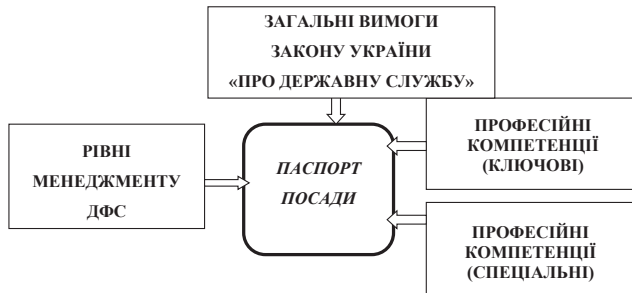 ЗАГАЛЬНІ ВИМОГИ
ЗАКОНУ УКРАЇНИ
«ПРО ДЕРЖАВНУ СЛУЖБУ»
РІВНІ
МЕНЕДЖМЕНТУ
ДФС
ПАСПОРТ
ПОСАДИ
ПРОФЕСІЙНІ
КОМПЕТЕНЦІЇ
(КЛЮЧОВІ)
ПРОФЕСІЙНІ
КОМПЕТЕНЦІЇ
(СПЕЦІАЛЬНІ)